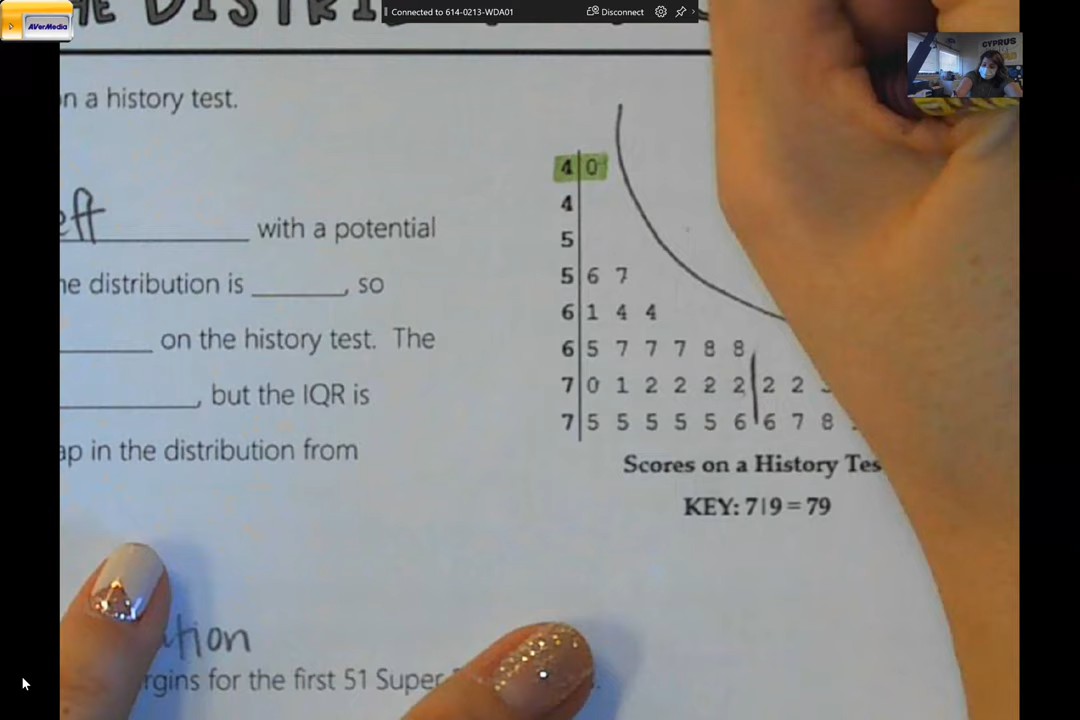 HE DISTRI
Connected to 614-0213-WDA01
Disconnect
AVerMedia
CYPRUS
n a history test.
eft with a potential
he distribution is ______, so
on the history test. The
, but the IQR is
ap in the distribution from
4 0
4
5
5 6 7
6 1 4 4
6 5 7 7 7 8 8
7 0 1 2 2 2 2 2 2
7 5 5 5 5 5 6 6 7 8
Scores on a History Tes
KEY: 7|9 = 79
tion
rgins for the first 51 Super